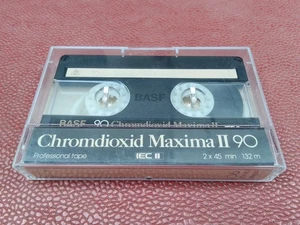 BASF
BASF 90 Chromdioxid Maxima II
Chromdioxid Maxima II 90
Professional tape IEC II 2 x 45 min 132 m